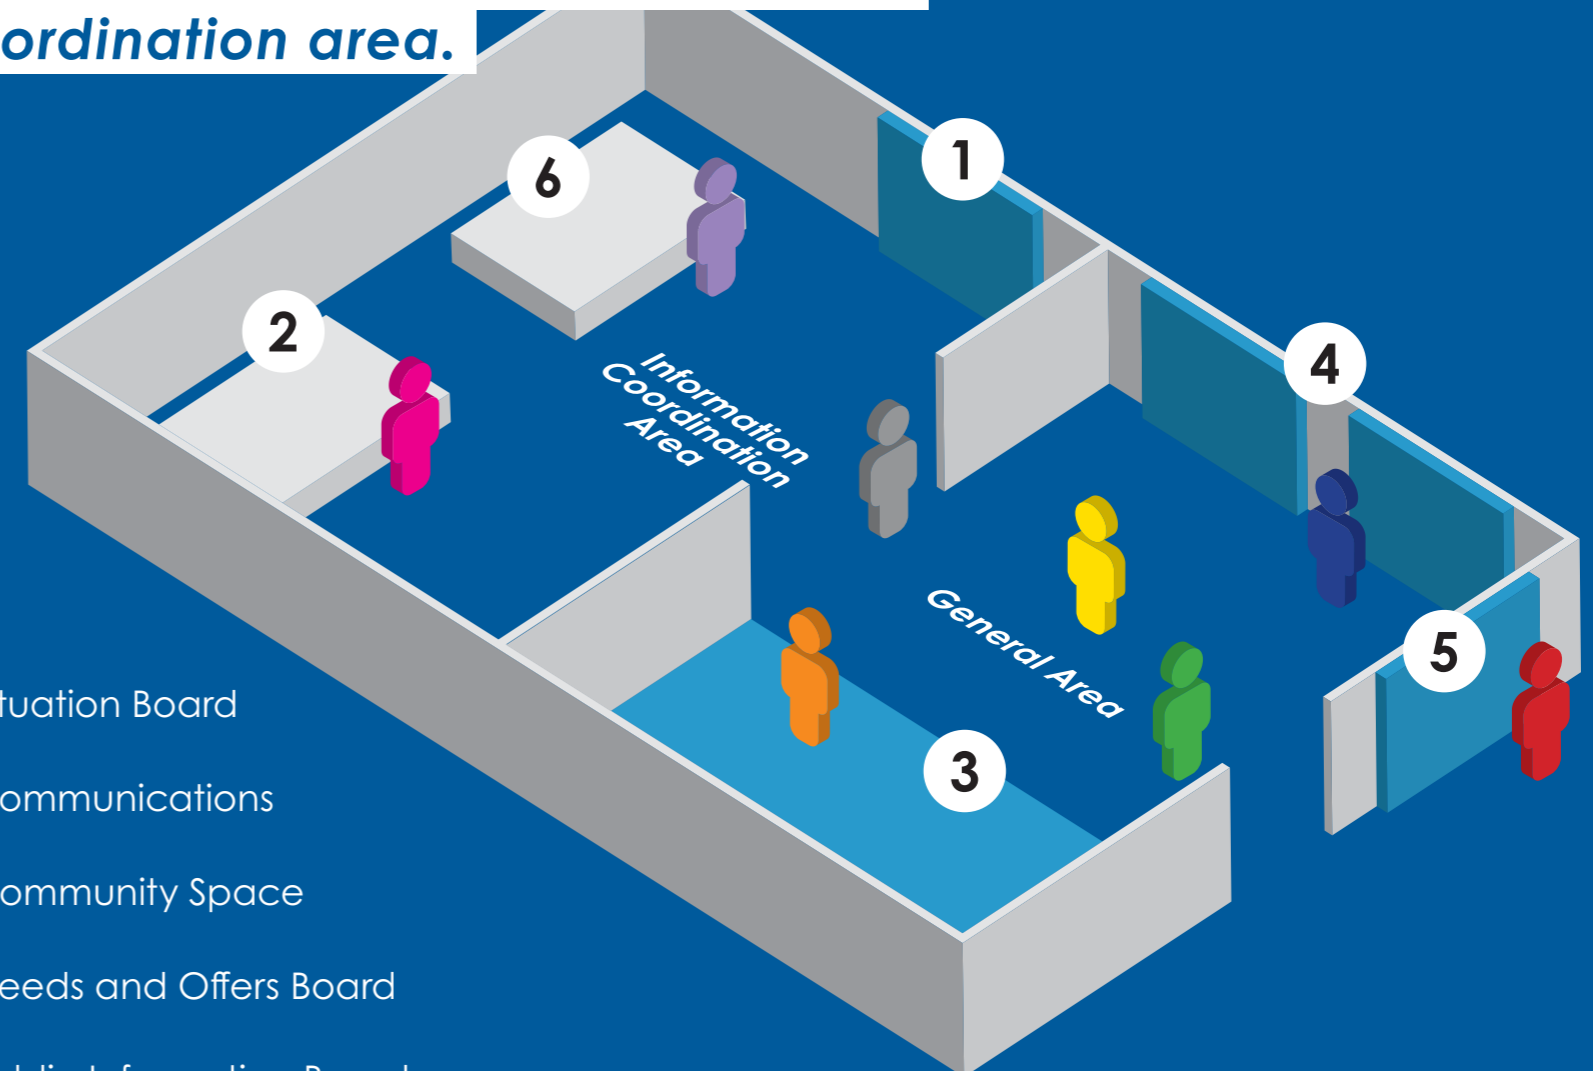 ordination area.
1
6
2
4
Information
Coordination
Area
General Area
5
3
tuation Board
ommunications
ommunity Space
eeds and Offers Board